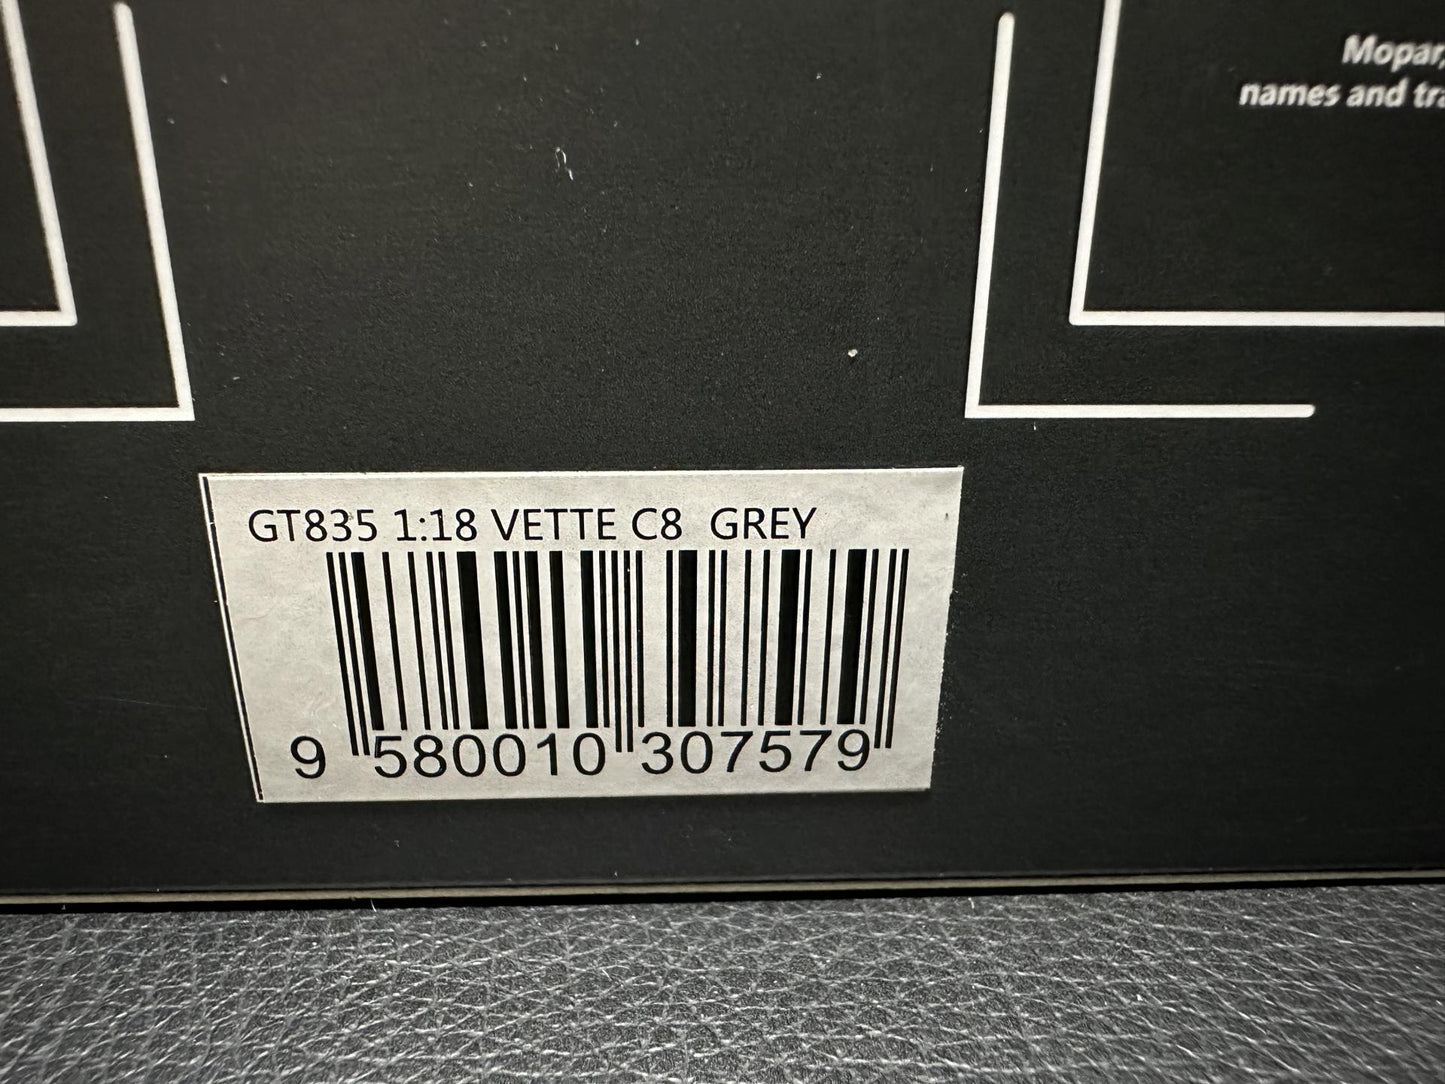 Mopar,
names and tra
GT835 1:18 VETTE C8 GREY
9 580010 307579